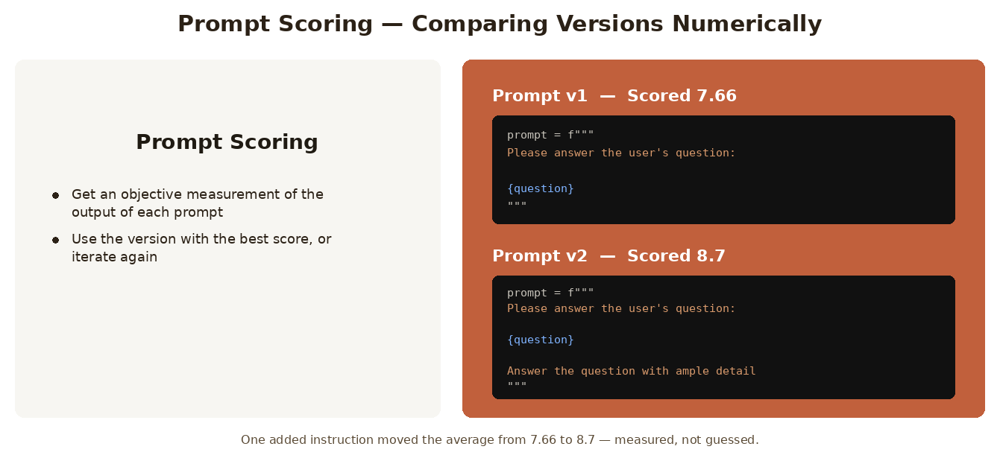 Prompt Scoring — Comparing Versions Numerically
Prompt Scoring
● Get an objective measurement of the
output of each prompt
● Use the version with the best score, or
iterate again
Prompt v1 — Scored 7.66
prompt = f"""
Please answer the user's question:
{question}
"""
Prompt v2 — Scored 8.7
prompt = f"""
Please answer the user's question:
{question}
Answer the question with ample detail
"""
One added instruction moved the average from 7.66 to 8.7 — measured, not guessed.